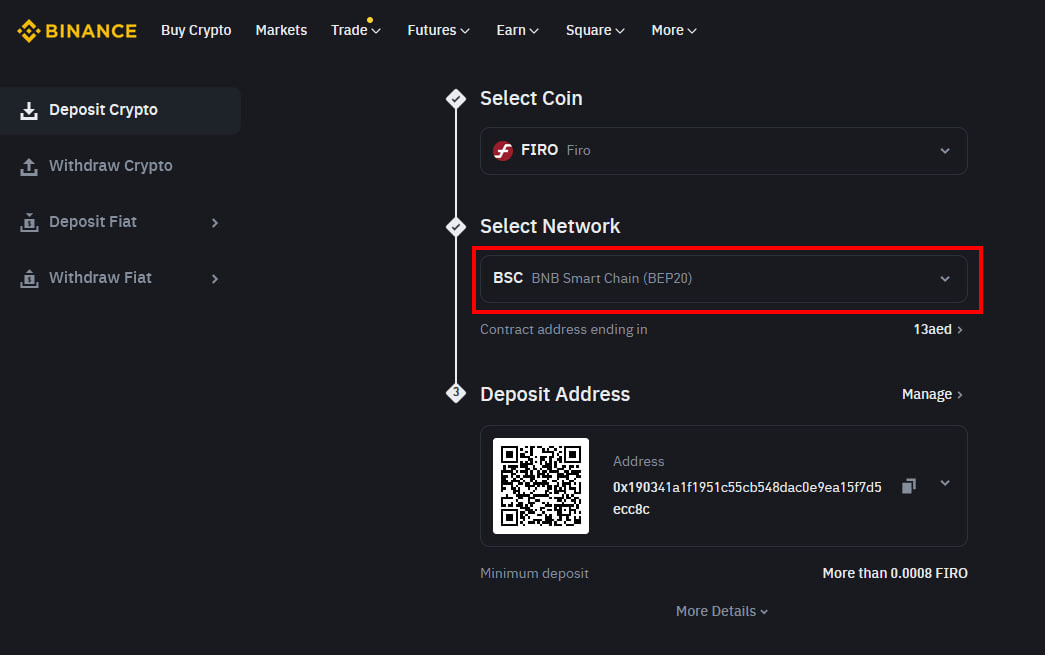 BINANCE Buy Crypto Markets Trade Futures Earn Square More
Deposit Crypto
Withdraw Crypto
Deposit Fiat
Withdraw Fiat
Select Coin
FIRO Firo
Select Network
BSC BNB Smart Chain (BEP20)
Contract address ending in 13aed
3 Deposit Address Manage
Address
0x190341a1f1951c55cb548dac0e9ea15f7d5
ecc8c
Minimum deposit More than 0.0008 FIRO
More Details